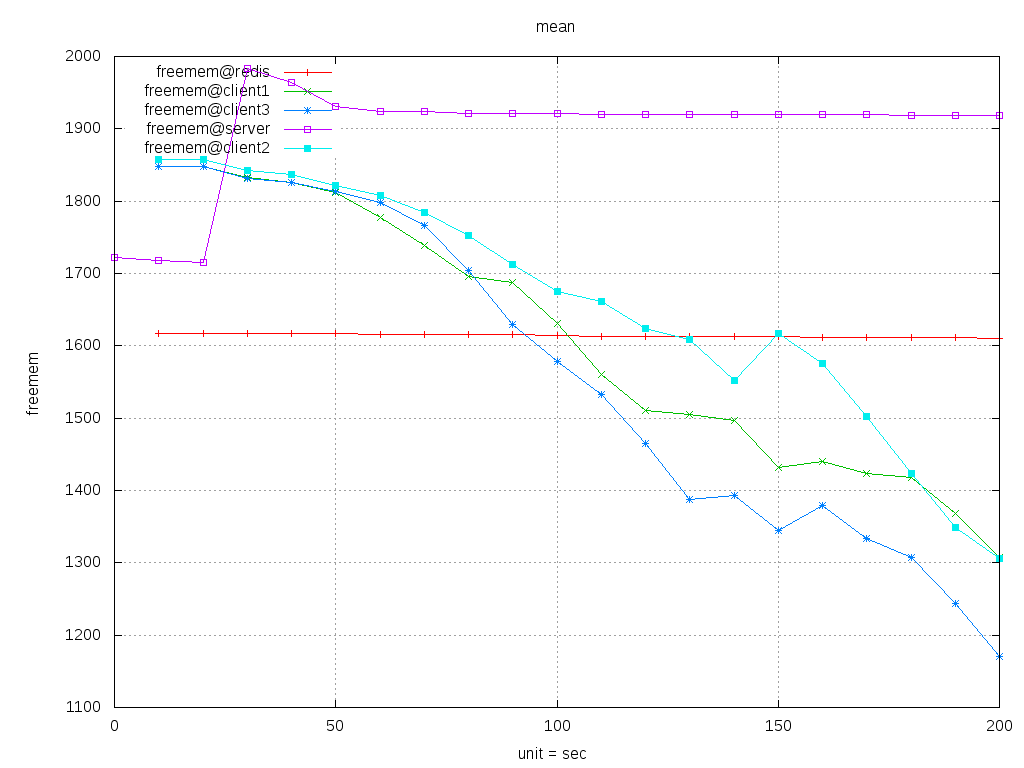 mean
2000
1900
1800
1700
1600
1500
1400
1300
1200
1100
freemem
freemem@redis
freemem@client1
freemem@client3
freemem@server
freemem@client2
0
50
100
150
200
unit = sec